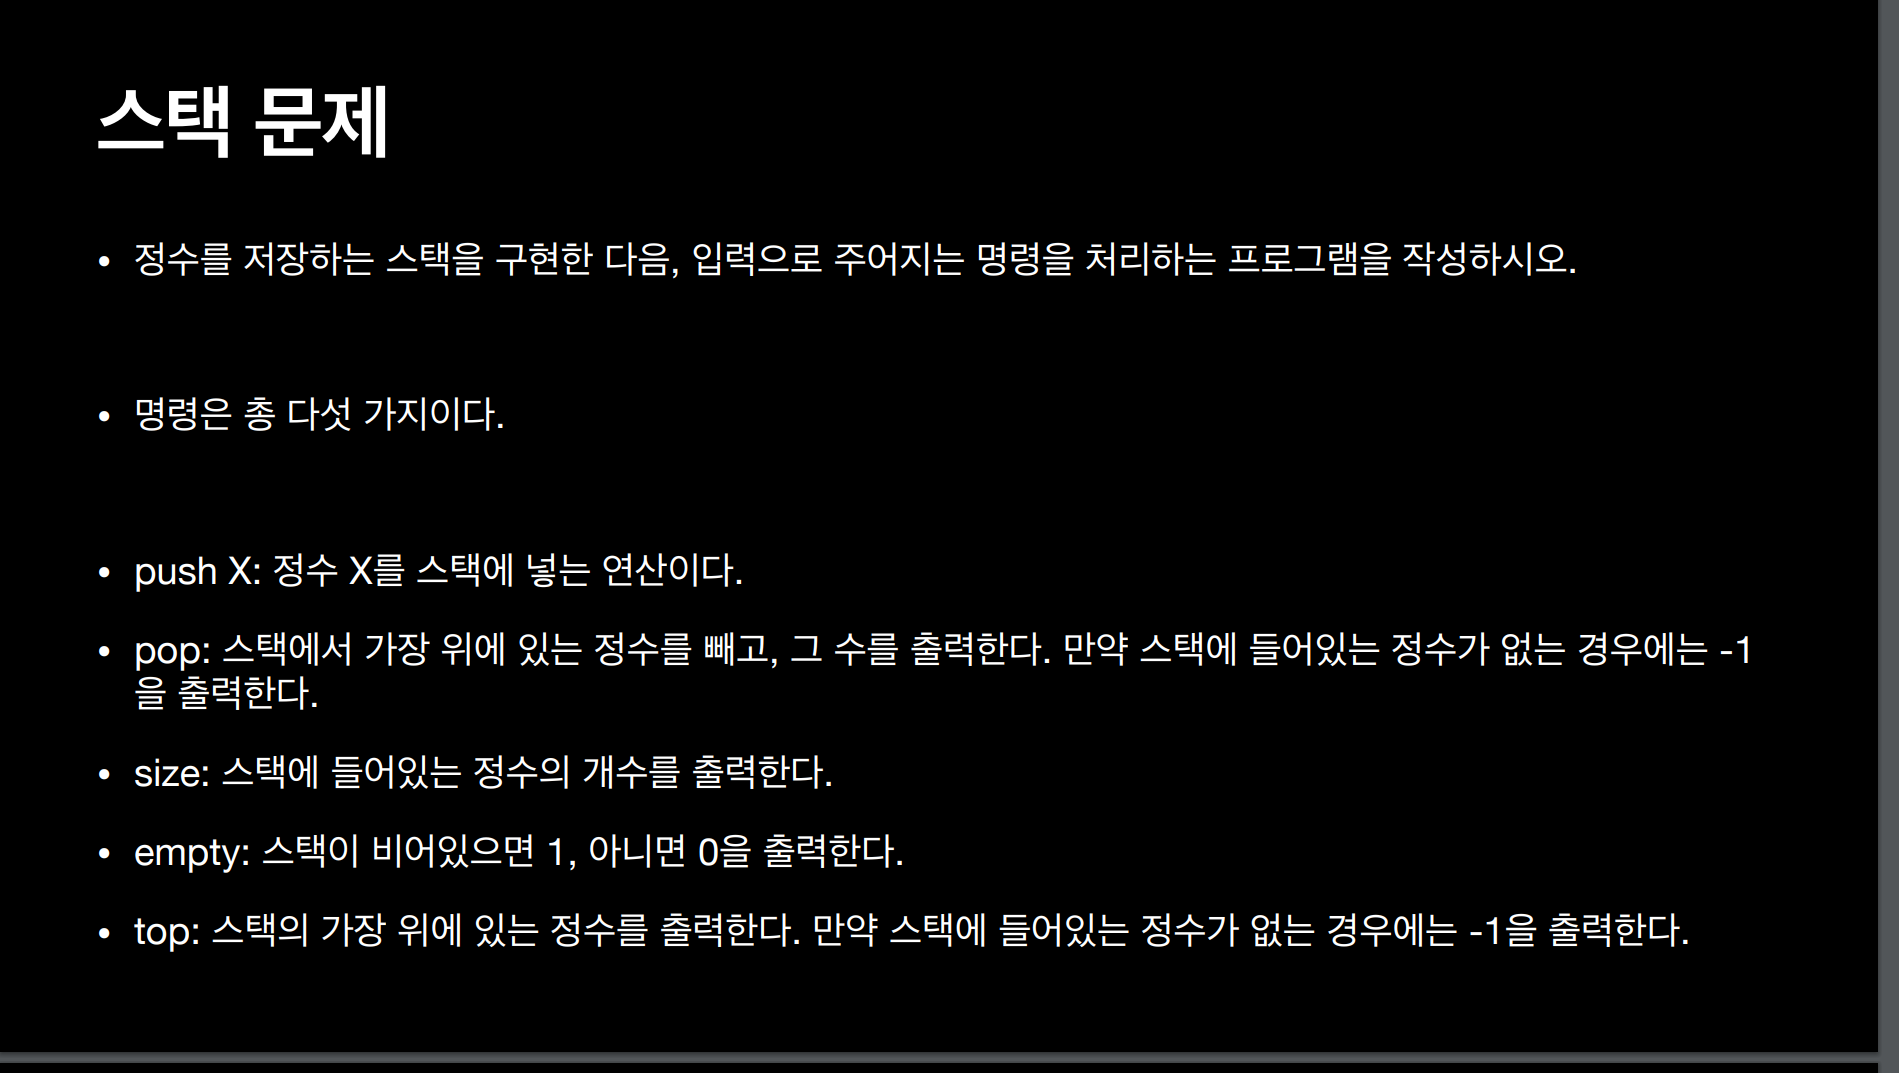 스택 문제
• 정수를 저장하는 스택을 구현한 다음, 입력으로 주어지는 명령을 처리하는 프로그램을 작성하시오.
• 명령은 총 다섯 가지이다.
• push X: 정수 X를 스택에 넣는 연산이다.
• pop: 스택에서 가장 위에 있는 정수를 빼고, 그 수를 출력한다. 만약 스택에 들어있는 정수가 없는 경우에는 -1
을 출력한다.
• size: 스택에 들어있는 정수의 개수를 출력한다.
• empty: 스택이 비어있으면 1, 아니면 0을 출력한다.
• top: 스택의 가장 위에 있는 정수를 출력한다. 만약 스택에 들어있는 정수가 없는 경우에는 -1을 출력한다.